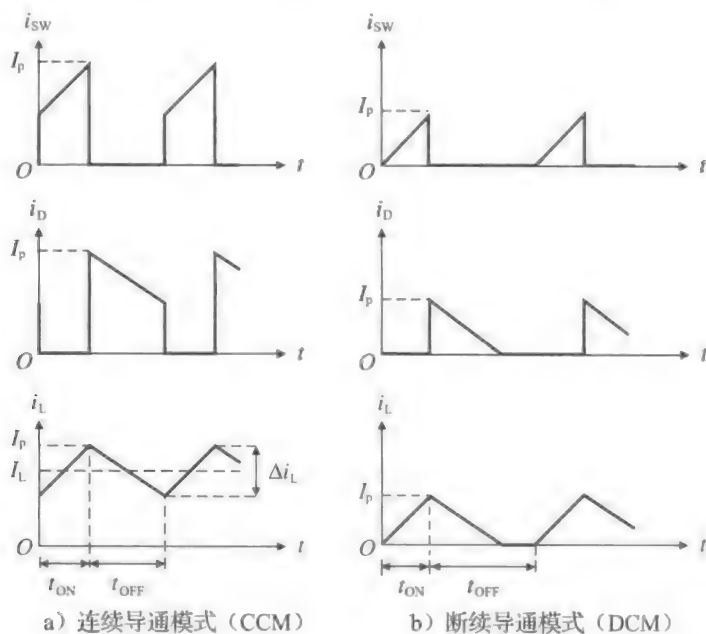 i_SW
I_p
O
t
i_D
I_p
O
t
i_L
I_p
I_L
Δi_L
O
t
t_ON
t_OFF
a）连续导通模式（CCM）
i_SW
I_p
O
t
i_D
I_p
O
t
i_L
I_p
O
t
t_ON
t_OFF
b）断续导通模式（DCM）